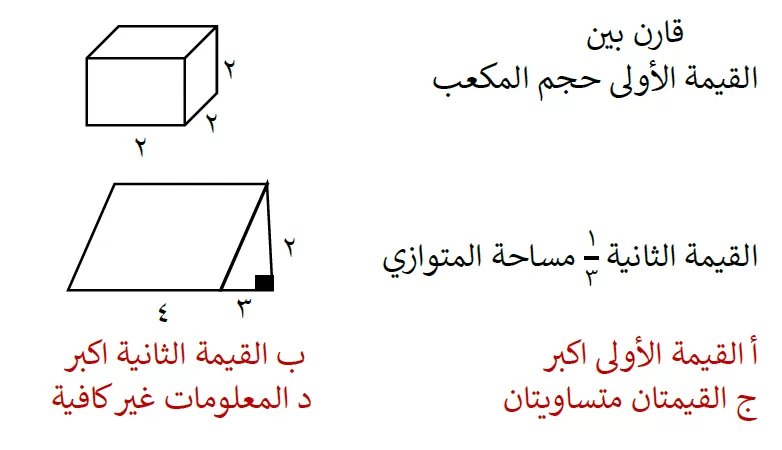 قارن بين
القيمة الأولى حجم المكعب
٢
٢
٢
القيمة الثانية ١/٣ مساحة المتوازي
٢
٤
٣
أ القيمة الأولى اكبر
ب القيمة الثانية اكبر
ج القيمتان متساويتان
د المعلومات غير كافية